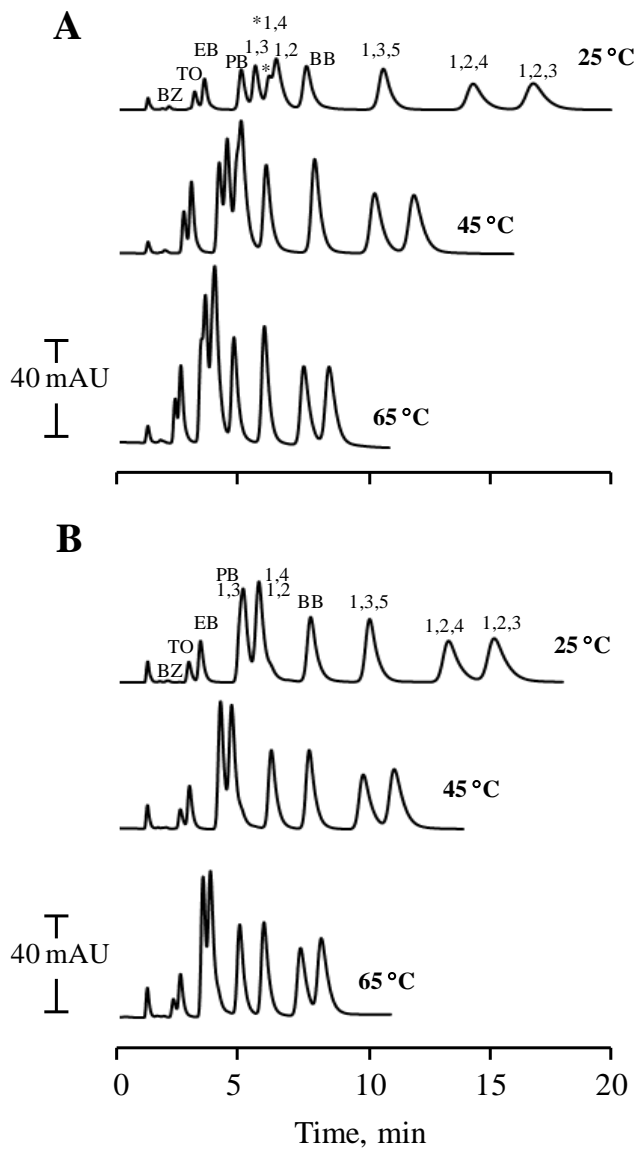 A
*1,4
EB
1,3
1,2
PB
*
BB
TO
BZ
1,3,5
1,2,4
1,2,3
25 °C
45 °C
40 mAU
65 °C
B
PB
1,4
1,3
1,2
EB
BB
1,3,5
TO
BZ
1,2,4
1,2,3
25 °C
45 °C
40 mAU
65 °C
0 5 10 15 20
Time, min